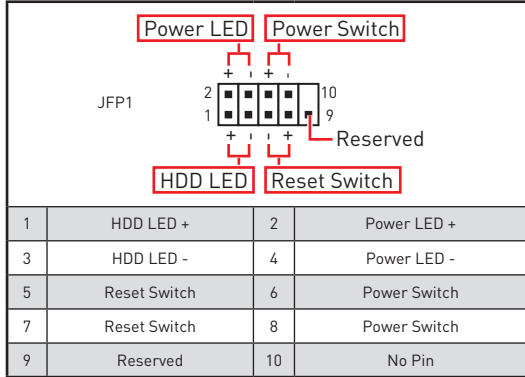 Power LED Power Switch
+ - + -
JFP1
2 10
1 9
+ - - +
Reserved
HDD LED Reset Switch
1 HDD LED + 2 Power LED +
3 HDD LED - 4 Power LED -
5 Reset Switch 6 Power Switch
7 Reset Switch 8 Power Switch
9 Reserved 10 No Pin